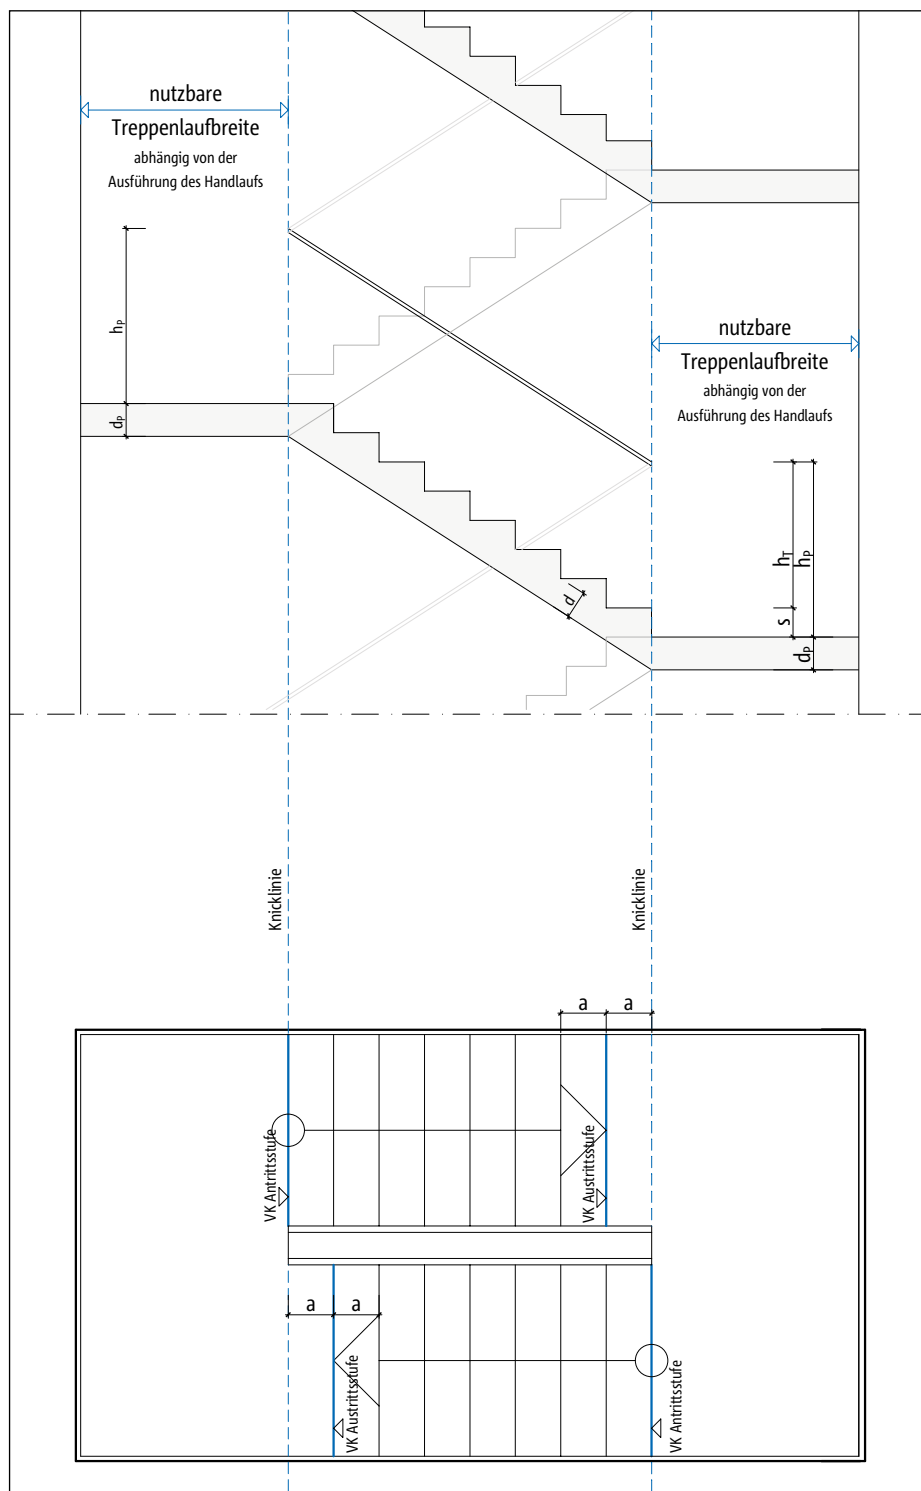 nutzbare
Treppenlaufbreite
abhängig von der
Ausführung des Handlaufs
hP
dP
nutzbare
Treppenlaufbreite
abhängig von der
Ausführung des Handlaufs
hT
hP
s
dP
d
Knicklinie
Knicklinie
a a
VK Antrittsstufe
VK Austrittsstufe
a a
VK Austrittsstufe
VK Antrittsstufe